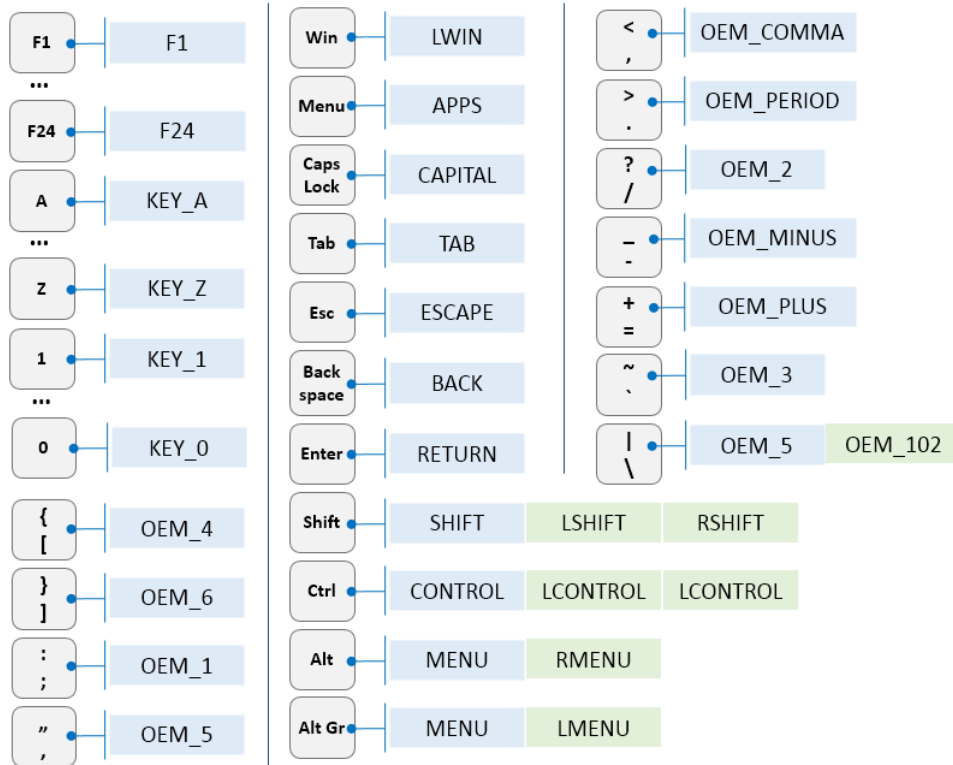 F1 F1
...
F24 F24
A KEY_A
...
Z KEY_Z
1 KEY_1
...
0 KEY_0
{
[ OEM_4
}
] OEM_6
:
; OEM_1
”
, OEM_5
Win LWIN
Menu APPS
Caps
Lock CAPITAL
Tab TAB
Esc ESCAPE
Back
space BACK
Enter RETURN
Shift SHIFT LSHIFT RSHIFT
Ctrl CONTROL LCONTROL LCONTROL
Alt MENU RMENU
Alt Gr MENU LMENU
<
, OEM_COMMA
>
. OEM_PERIOD
?
/ OEM_2
_
- OEM_MINUS
+
= OEM_PLUS
~
` OEM_3
|
\ OEM_5 OEM_102